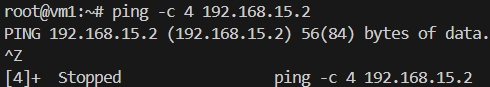 root@vm1:~# ping -c 4 192.168.15.2
PING 192.168.15.2 (192.168.15.2) 56(84) bytes of data.
^Z
[4]+  Stopped                 ping -c 4 192.168.15.2